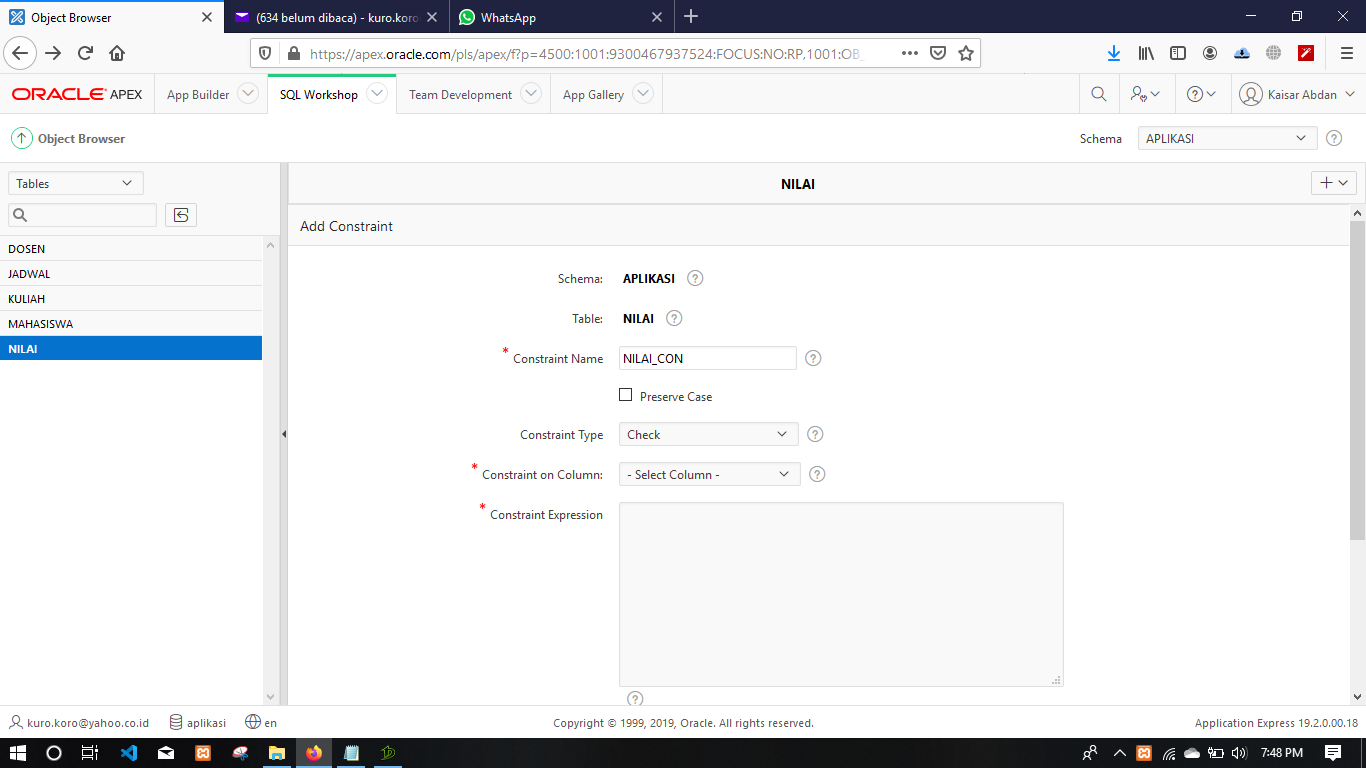 Object Browser
(634 belum dibaca) - kuro.koro
WhatsApp
https://apex.oracle.com/pls/apex/f?p=4500:1001:9300467937524:FOCUS:NO:RP,1001:OB_
ORACLE APEX
App Builder
SQL Workshop
Team Development
App Gallery
Kaisar Abdan
Object Browser
Schema
APLIKASI
Tables
NILAI
Add Constraint
DOSEN
JADWAL
KULIAH
MAHASISWA
NILAI
Schema: APLIKASI
Table: NILAI
* Constraint Name NILAI_CON
Preserve Case
Constraint Type Check
* Constraint on Column: - Select Column -
* Constraint Expression
kuro.koro@yahoo.co.id aplikasi en
Copyright © 1999, 2019, Oracle. All rights reserved.
Application Express 19.2.0.00.18
7:48 PM